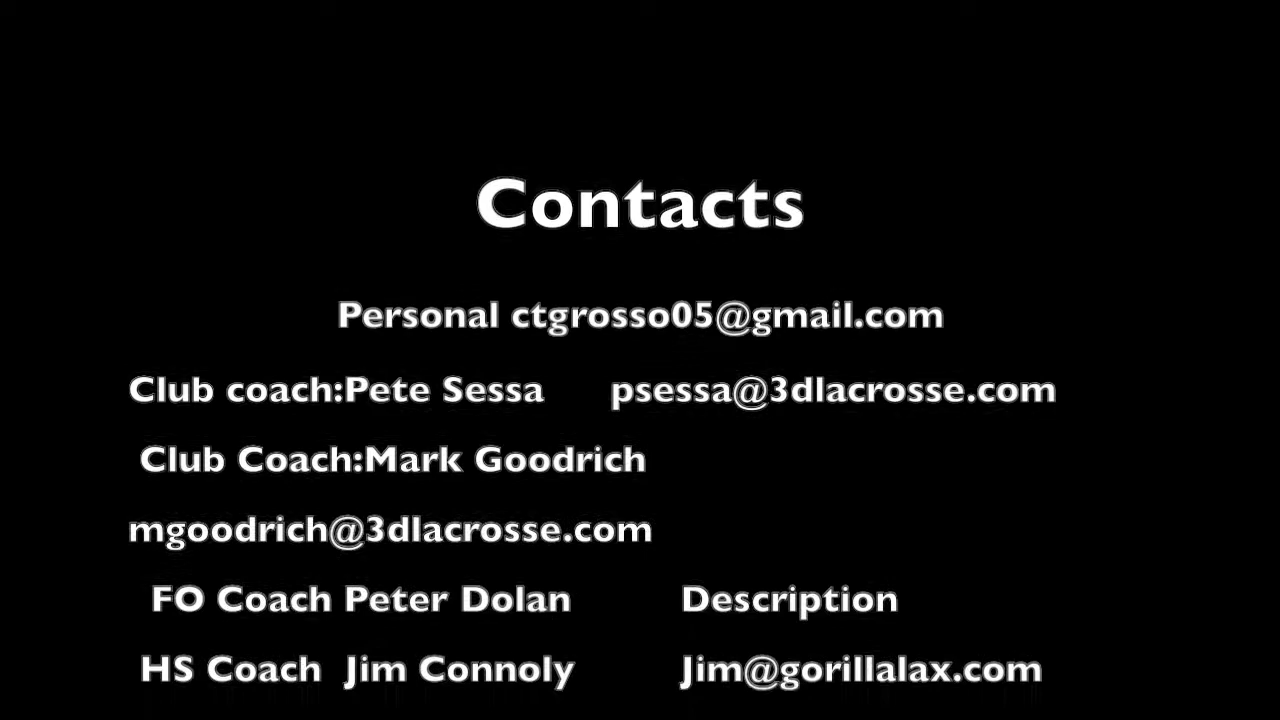 Contacts
Personal ctgrosso05@gmail.com
Club coach:Pete Sessa psessa@3dlacrosse.com
Club Coach:Mark Goodrich
mgoodrich@3dlacrosse.com
FO Coach Peter Dolan Description
HS Coach Jim Connoly Jim@gorillalax.com